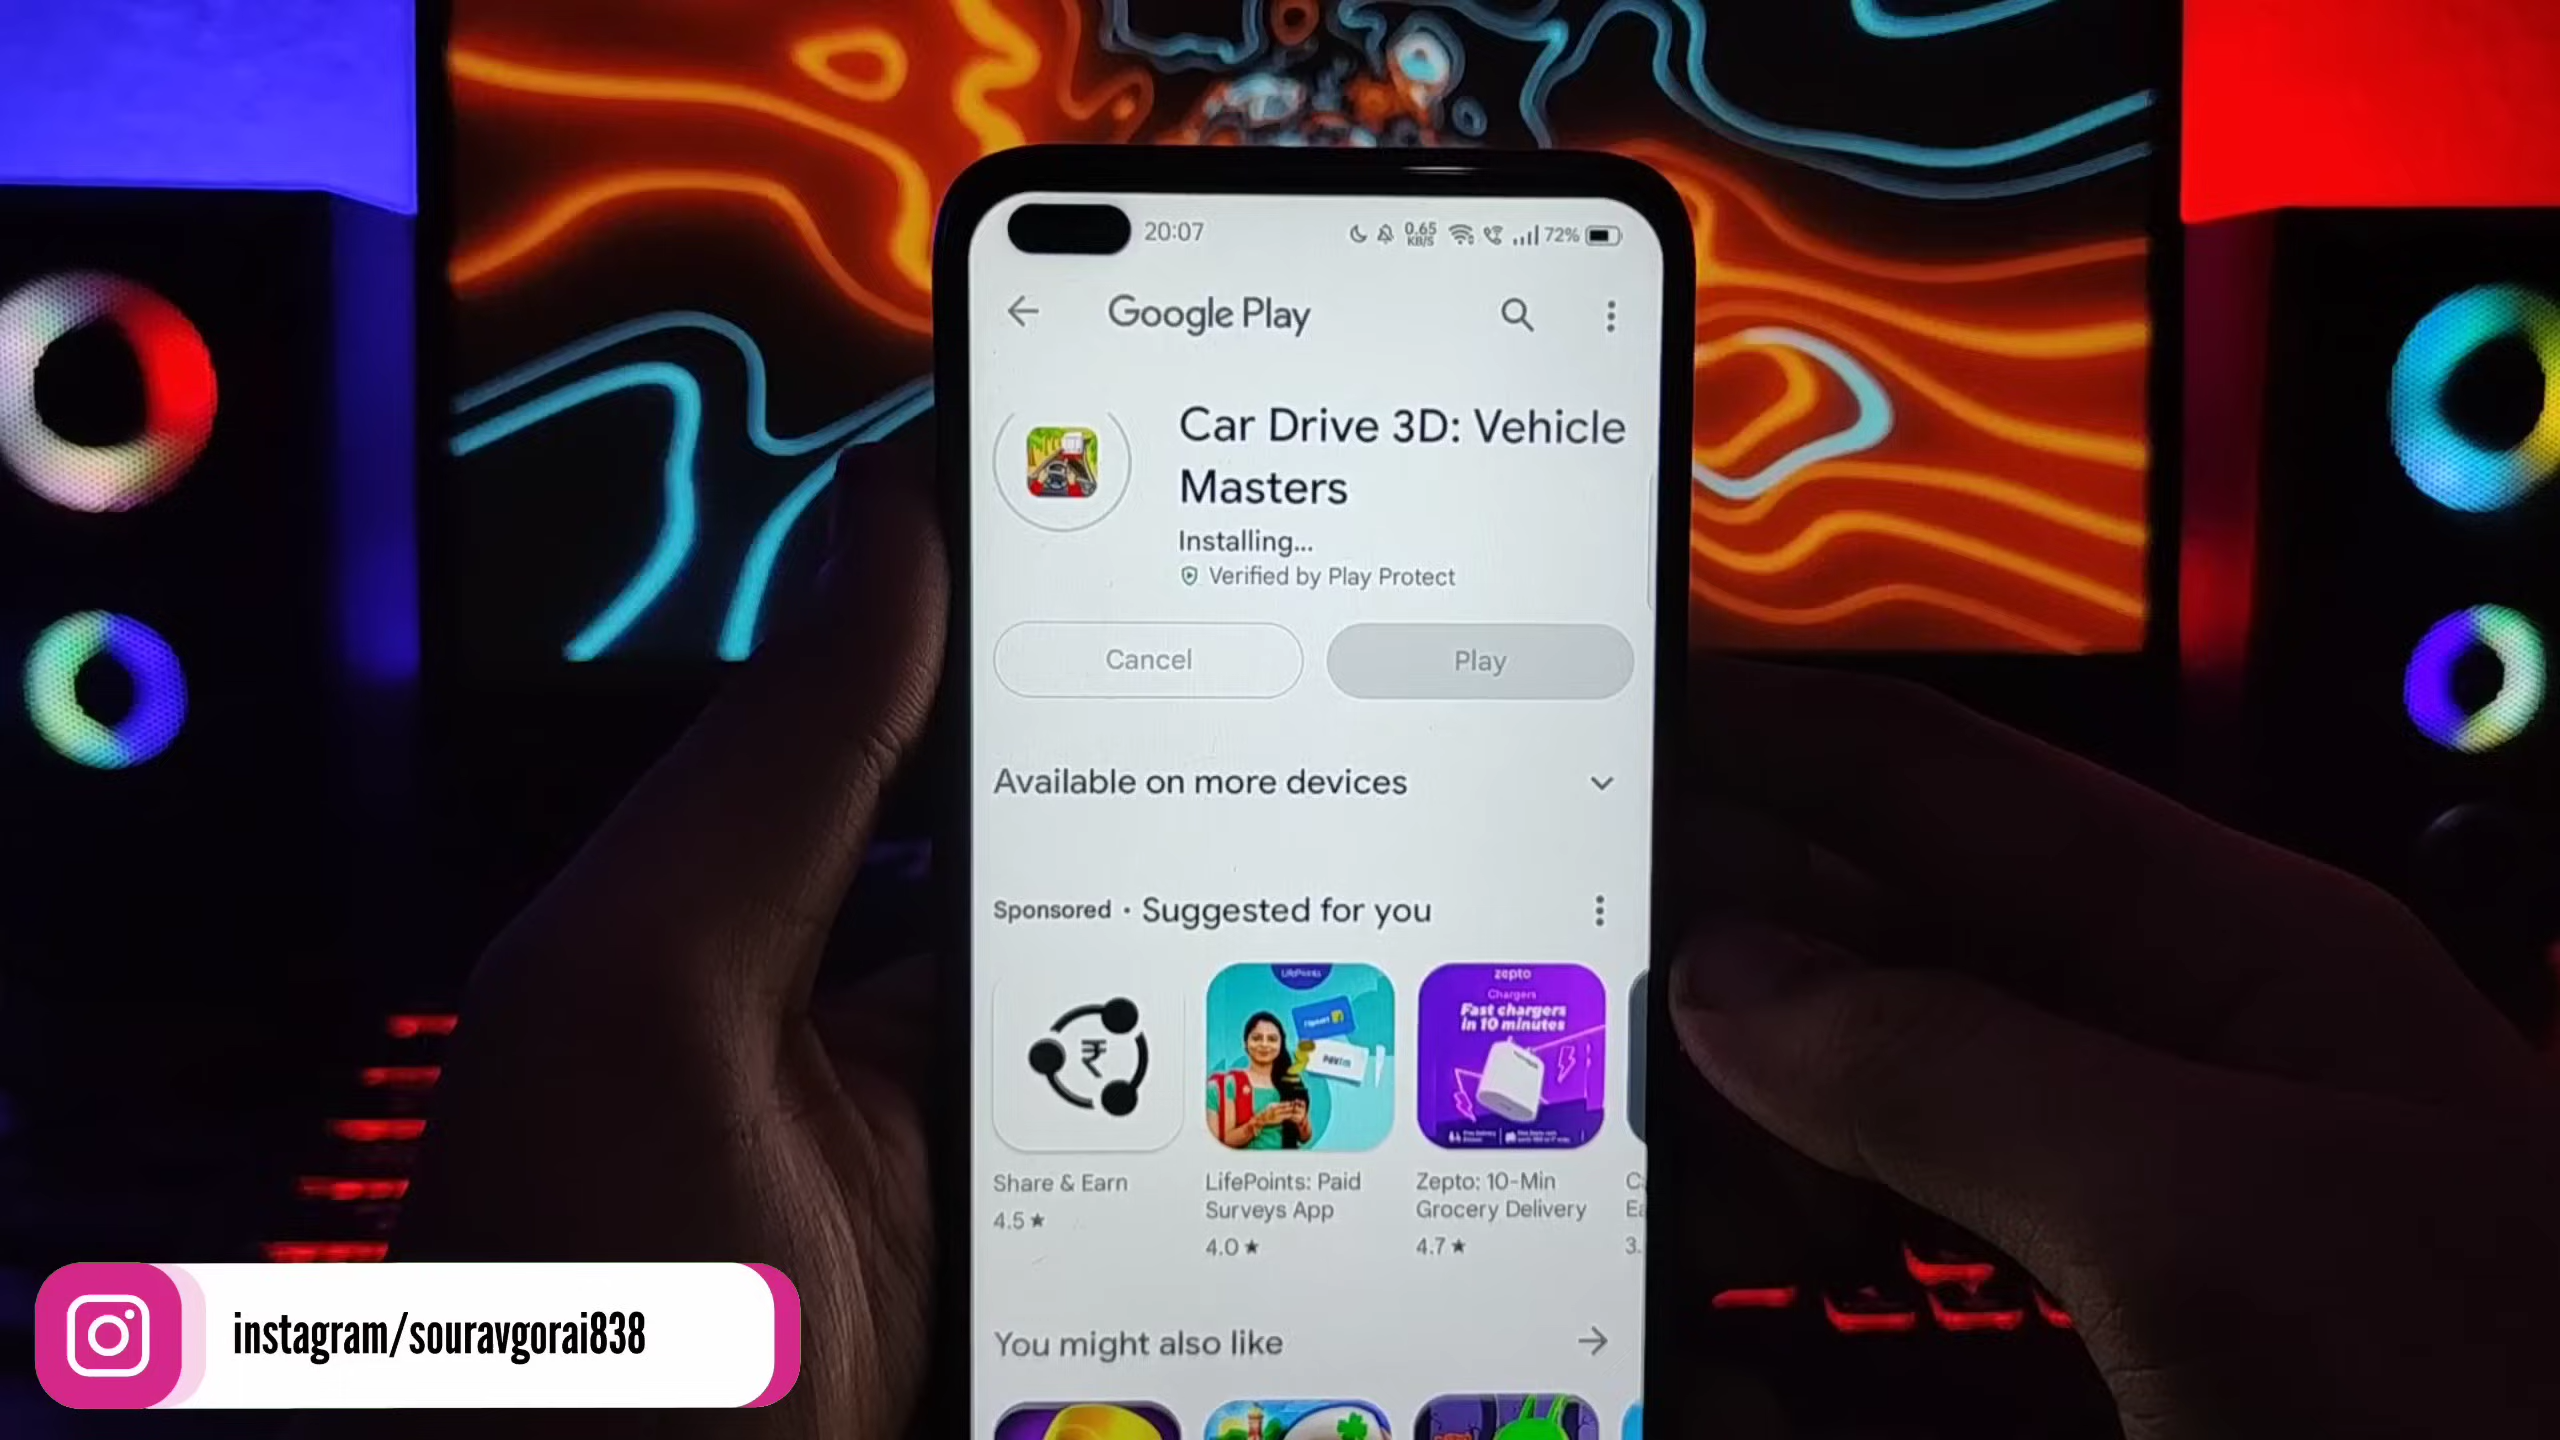 20:07
0.65
KB/S
72%
Google Play
Car Drive 3D: Vehicle
Masters
Installing...
Verified by Play Protect
Cancel
Play
Available on more devices
Sponsored • Suggested for you
LifePoints
zepto
Chargers
Fast chargers
in 10 minutes
Paytm
₹
Share & Earn
4.5 ★
LifePoints: Paid
Surveys App
4.0 ★
Zepto: 10-Min
Grocery Delivery
4.7 ★
3.
You might also like
instagram/souravgorai838